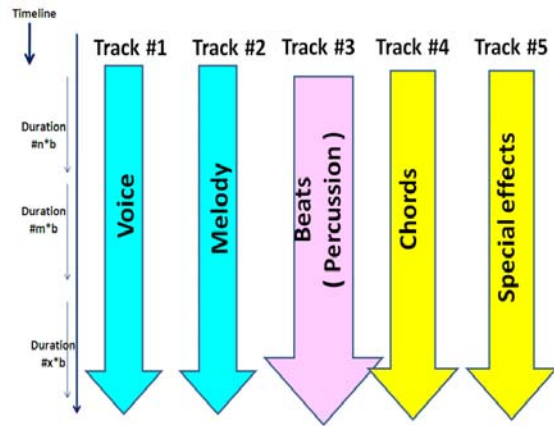 Timeline
Track #1 Track #2 Track #3 Track #4 Track #5
Duration
#n*b
Duration
#m*b
Duration
#x*b
Voice
Melody
Beats
( Percussion )
Chords
Special effects